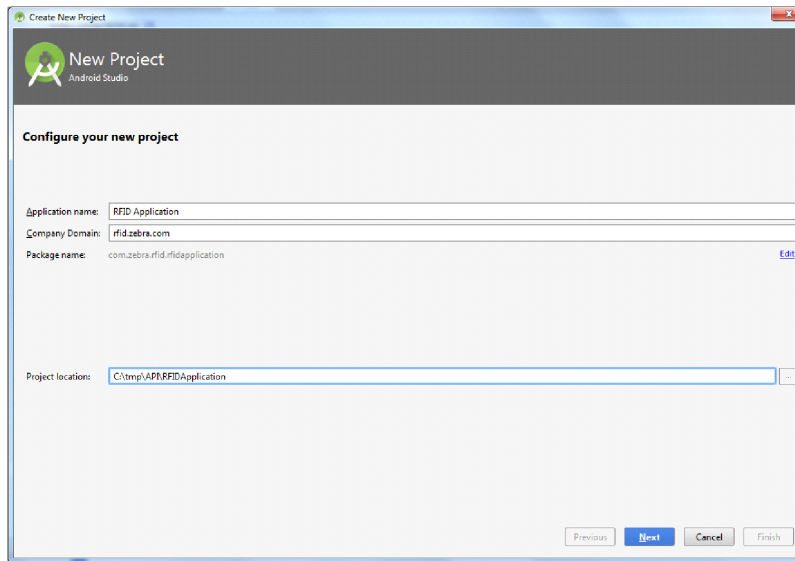 Create New Project
New Project
Android Studio
Configure your new project
Application name: RFID Application
Company Domain: rfid.zebra.com
Package name: com.zebra.rfid.rfidapplication Edit
Project location: C:\tmp\API\RFIDApplication ...
Previous Next Cancel Finish